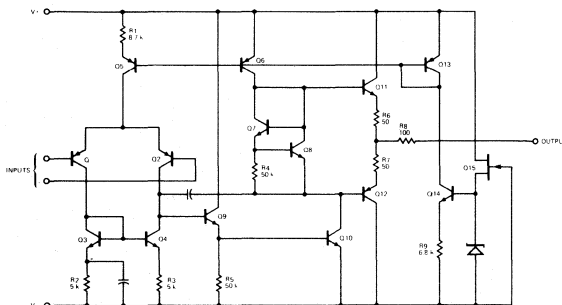 V+
R1
8.7 k
Q5
Q6
Q13
Q11
Q7
Q8
R6
50
R8
100
OUTPU
R4
50 k
R7
50
Q
Q2
INPUTS
Q15
Q12
Q14
Q9
Q3
Q4
Q10
R9
6.8 k
R2
5 k
R3
5 k
R5
50 k
V